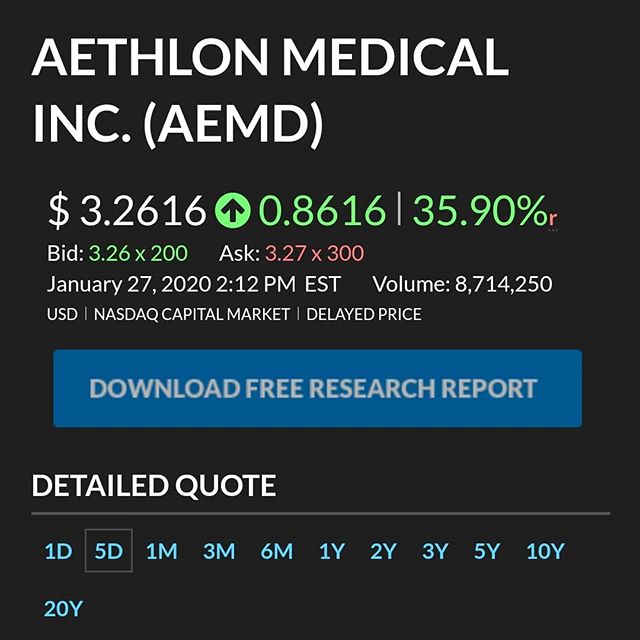 AETHLON MEDICAL
INC. (AEMD)
$ 3.2616 0.8616 | 35.90%r
Bid: 3.26 x 200 Ask: 3.27 x 300
January 27, 2020 2:12 PM EST Volume: 8,714,250
USD | NASDAQ CAPITAL MARKET | DELAYED PRICE
DOWNLOAD FREE RESEARCH REPORT
DETAILED QUOTE
1D 5D 1M 3M 6M 1Y 2Y 3Y 5Y 10Y
20Y